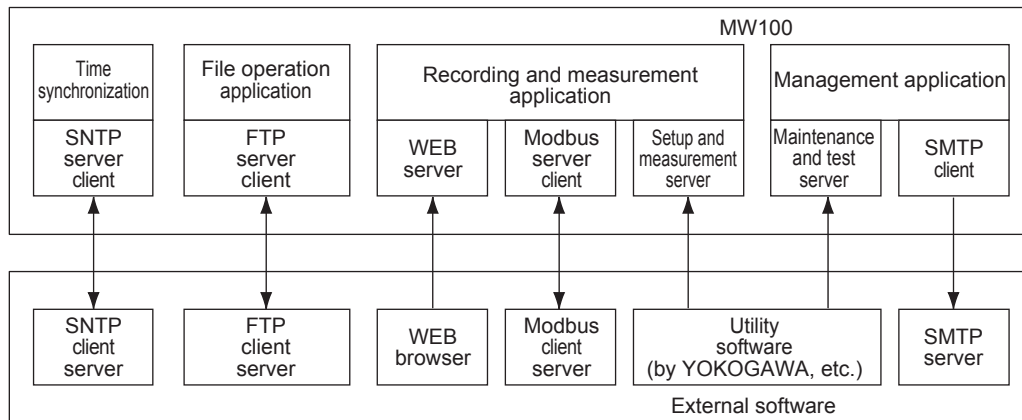 MW100
Time
synchronization
File operation
application
Recording and measurement
application
Management application
SNTP
server
client
FTP
server
client
WEB
server
Modbus
server
client
Setup and
measurement
server
Maintenance
and test
server
SMTP
client
SNTP
client
server
FTP
client
server
WEB
browser
Modbus
client
server
Utility
software
(by YOKOGAWA, etc.)
SMTP
server
External software